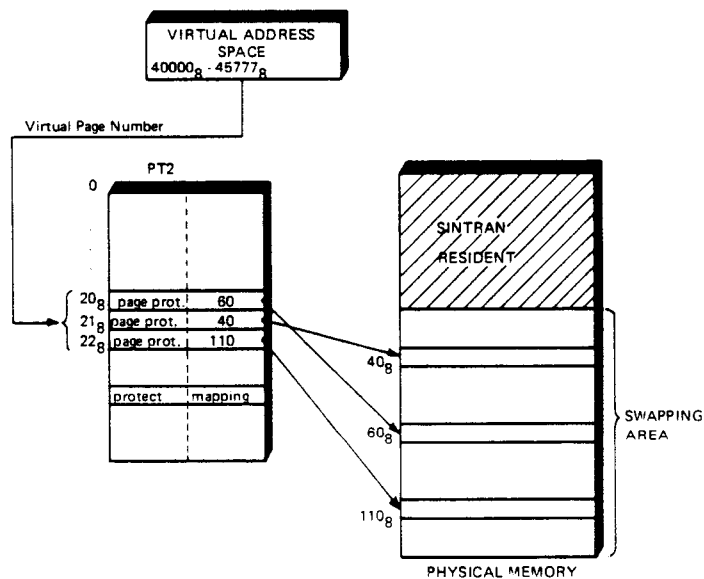 VIRTUAL ADDRESS
SPACE
40000₈ - 45777₈
Virtual Page Number
PT2
0
20₈ page prot. 60
21₈ page prot. 40
22₈ page prot. 110
protect mapping
SINTRAN
RESIDENT
40₈
60₈
110₈
SWAPPING
AREA
PHYSICAL MEMORY